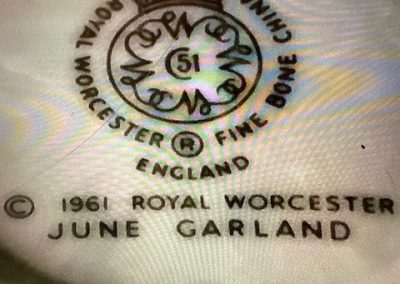 ROYAL WORCESTER ® FINE BONE CHINA
C 51
ENGLAND
© 1961 ROYAL WORCESTER
JUNE GARLAND